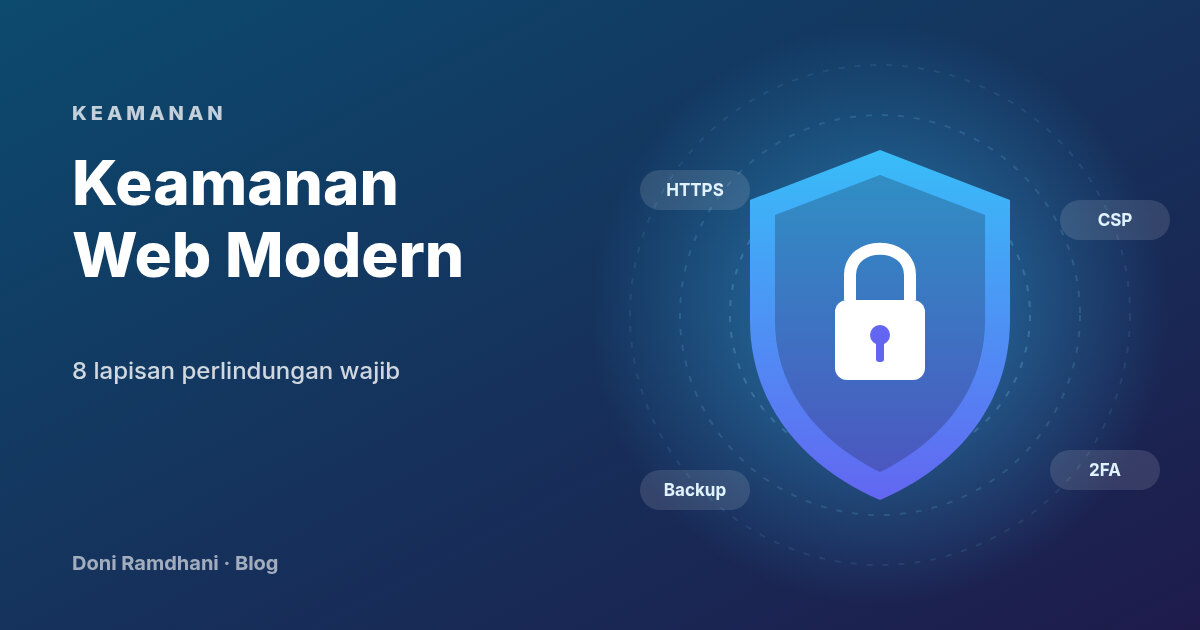 KEAMANAN
Keamanan
Web Modern
8 lapisan perlindungan wajib
Doni Ramdhani · Blog
HTTPS
CSP
Backup
2FA